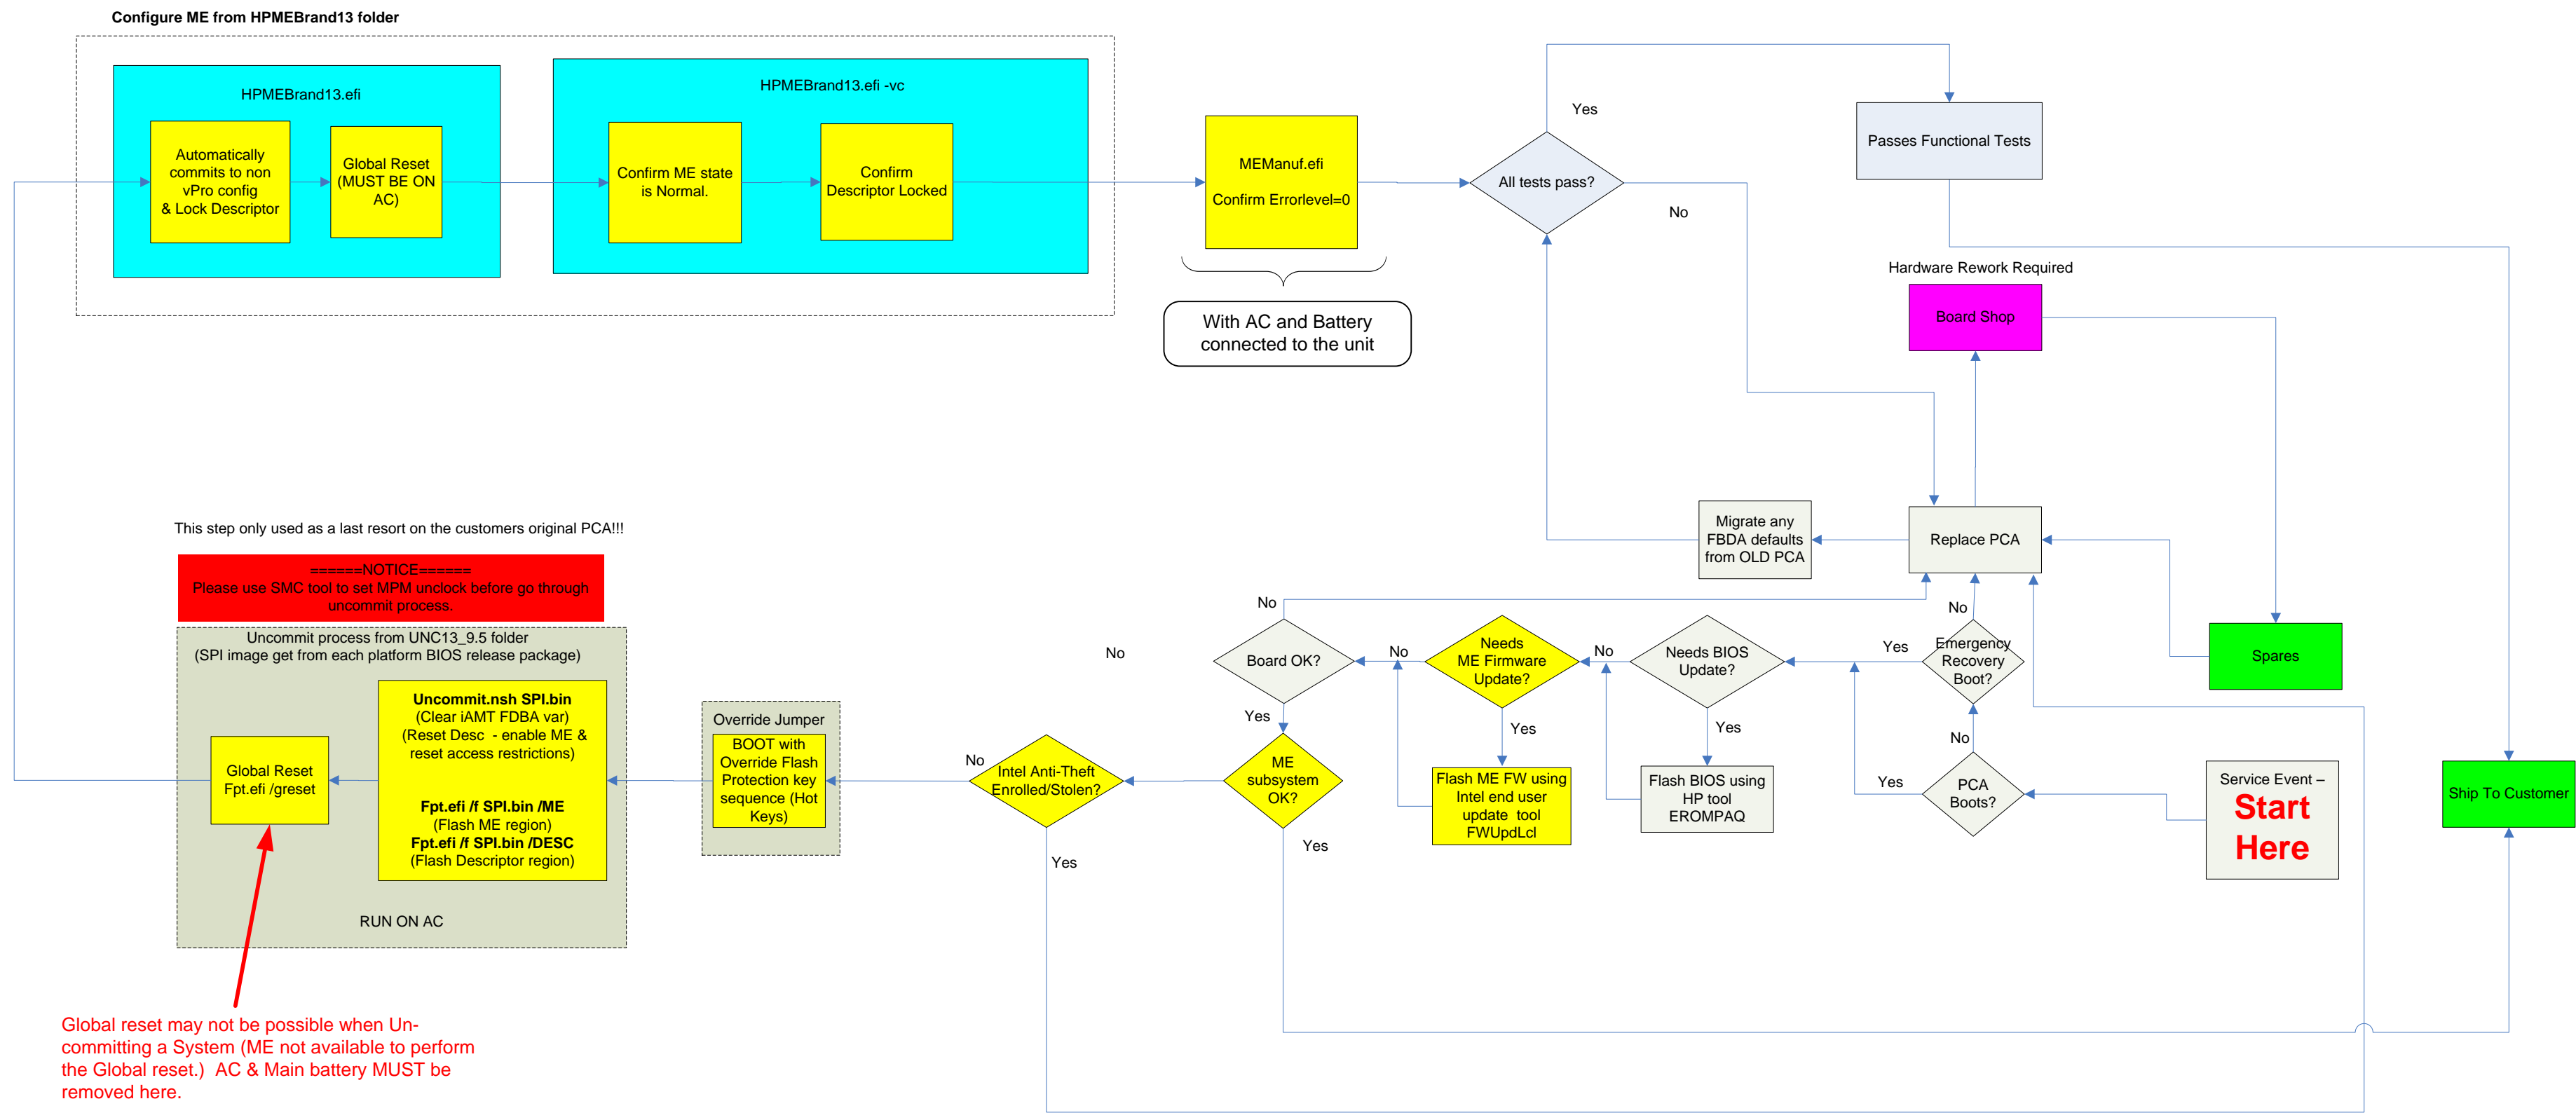 Configure ME from HPMEBrand13 folder
HPMEBrand13.efi
Automatically
commits to non
vPro config
& Lock Descriptor
Global Reset
(MUST BE ON
AC)
HPMEBrand13.efi -vc
Confirm ME state
is Normal.
Confirm
Descriptor Locked
MEManuf.efi
Confirm Errorlevel=0
With AC and Battery
connected to the unit
All tests pass?
Yes
No
Passes Functional Tests
Hardware Rework Required
Board Shop
Migrate any
FBDA defaults
from OLD PCA
Replace PCA
Spares
This step only used as a last resort on the customers original PCA!!!
======NOTICE======
Please use SMC tool to set MPM unclock before go through
uncommit process.
Uncommit process from UNC13_9.5 folder
(SPI image get from each platform BIOS release package)
Global Reset
Fpt.efi /greset
Uncommit.nsh SPI.bin
(Clear iAMT FDBA var)
(Reset Desc - enable ME &
reset access restrictions)
Fpt.efi /f SPI.bin /ME
(Flash ME region)
Fpt.efi /f SPI.bin /DESC
(Flash Descriptor region)
RUN ON AC
Global reset may not be possible when Un-
committing a System (ME not available to perform
the Global reset.) AC & Main battery MUST be
removed here.
Override Jumper
BOOT with
Override Flash
Protection key
sequence (Hot
Keys)
No
Intel Anti-Theft
Enrolled/Stolen?
Yes
No
No
Board OK?
Yes
ME
subsystem
OK?
Yes
No
Needs
ME Firmware
Update?
Yes
Flash ME FW using
Intel end user
update tool
FWUpdLcl
No
Needs BIOS
Update?
Yes
Flash BIOS using
HP tool
EROMPAQ
Yes
No
Emergency
Recovery
Boot?
No
Yes
PCA
Boots?
Service Event –
Start
Here
Ship To Customer